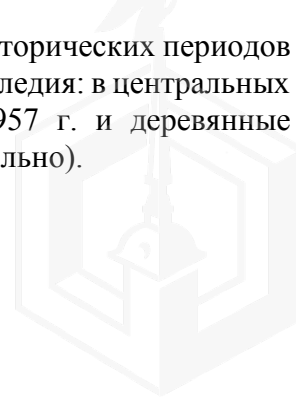 торических периодов
ледия: в центральных
957 г. и деревянные
льно).